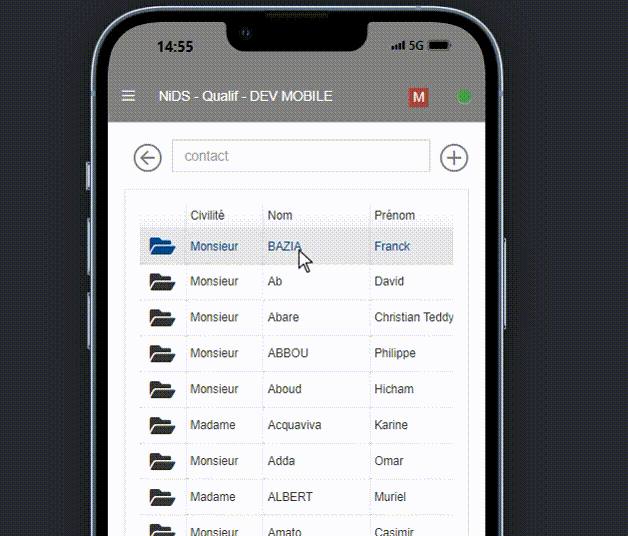 14:55 5G
NiDS - Qualif - DEV MOBILE M
contact
Civilité Nom Prénom
Monsieur BAZIA Franck
Monsieur Ab David
Monsieur Abare Christian Teddy
Monsieur ABBOU Philippe
Monsieur Aboud Hicham
Madame Acquaviva Karine
Monsieur Adda Omar
Madame ALBERT Muriel
Monsieur Amato Casimir